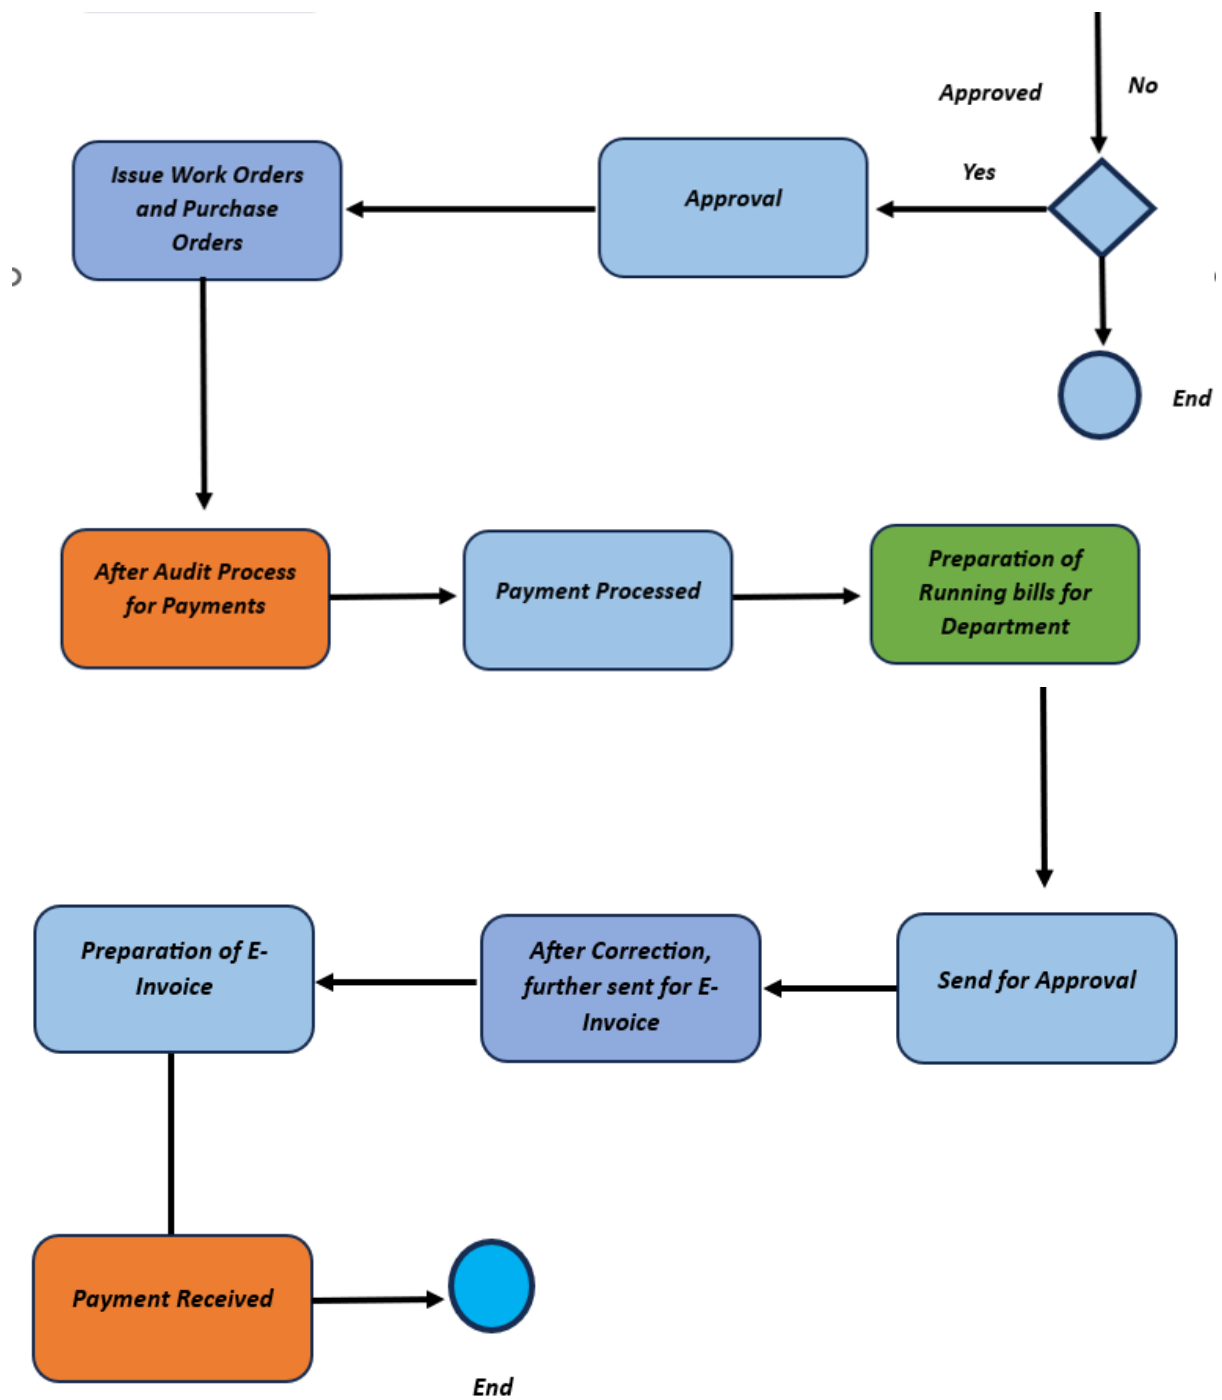 Approved
No
Yes
Issue Work Orders
and Purchase
Orders
Approval
End
After Audit Process
for Payments
Payment Processed
Preparation of
Running bills for
Department
Preparation of E-
Invoice
After Correction,
further sent for E-
Invoice
Send for Approval
Payment Received
End